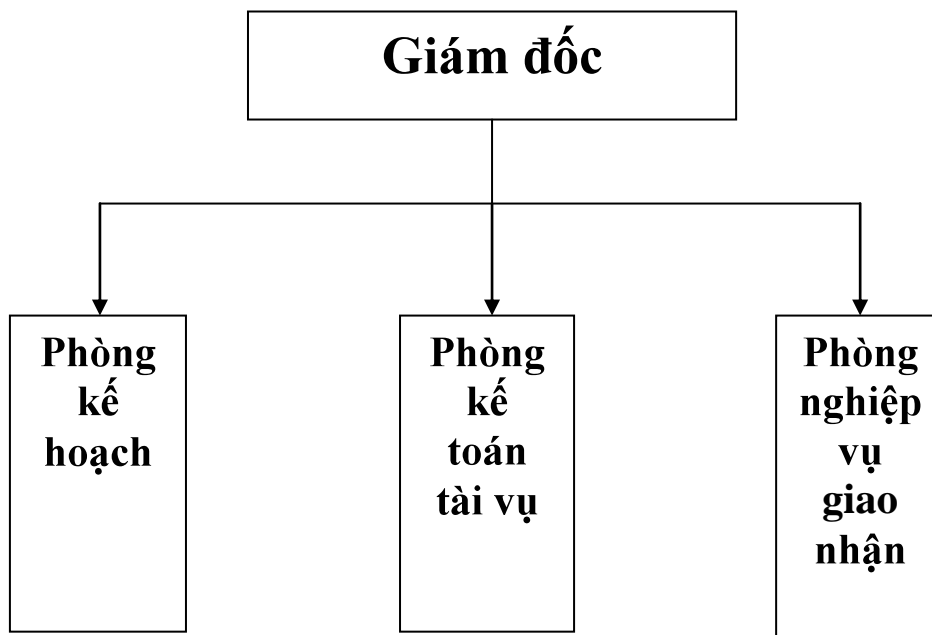 Giám đốc
Phòng
kế
hoạch
Phòng
kế
toán
tài vụ
Phòng
nghiệp
vụ
giao
nhận